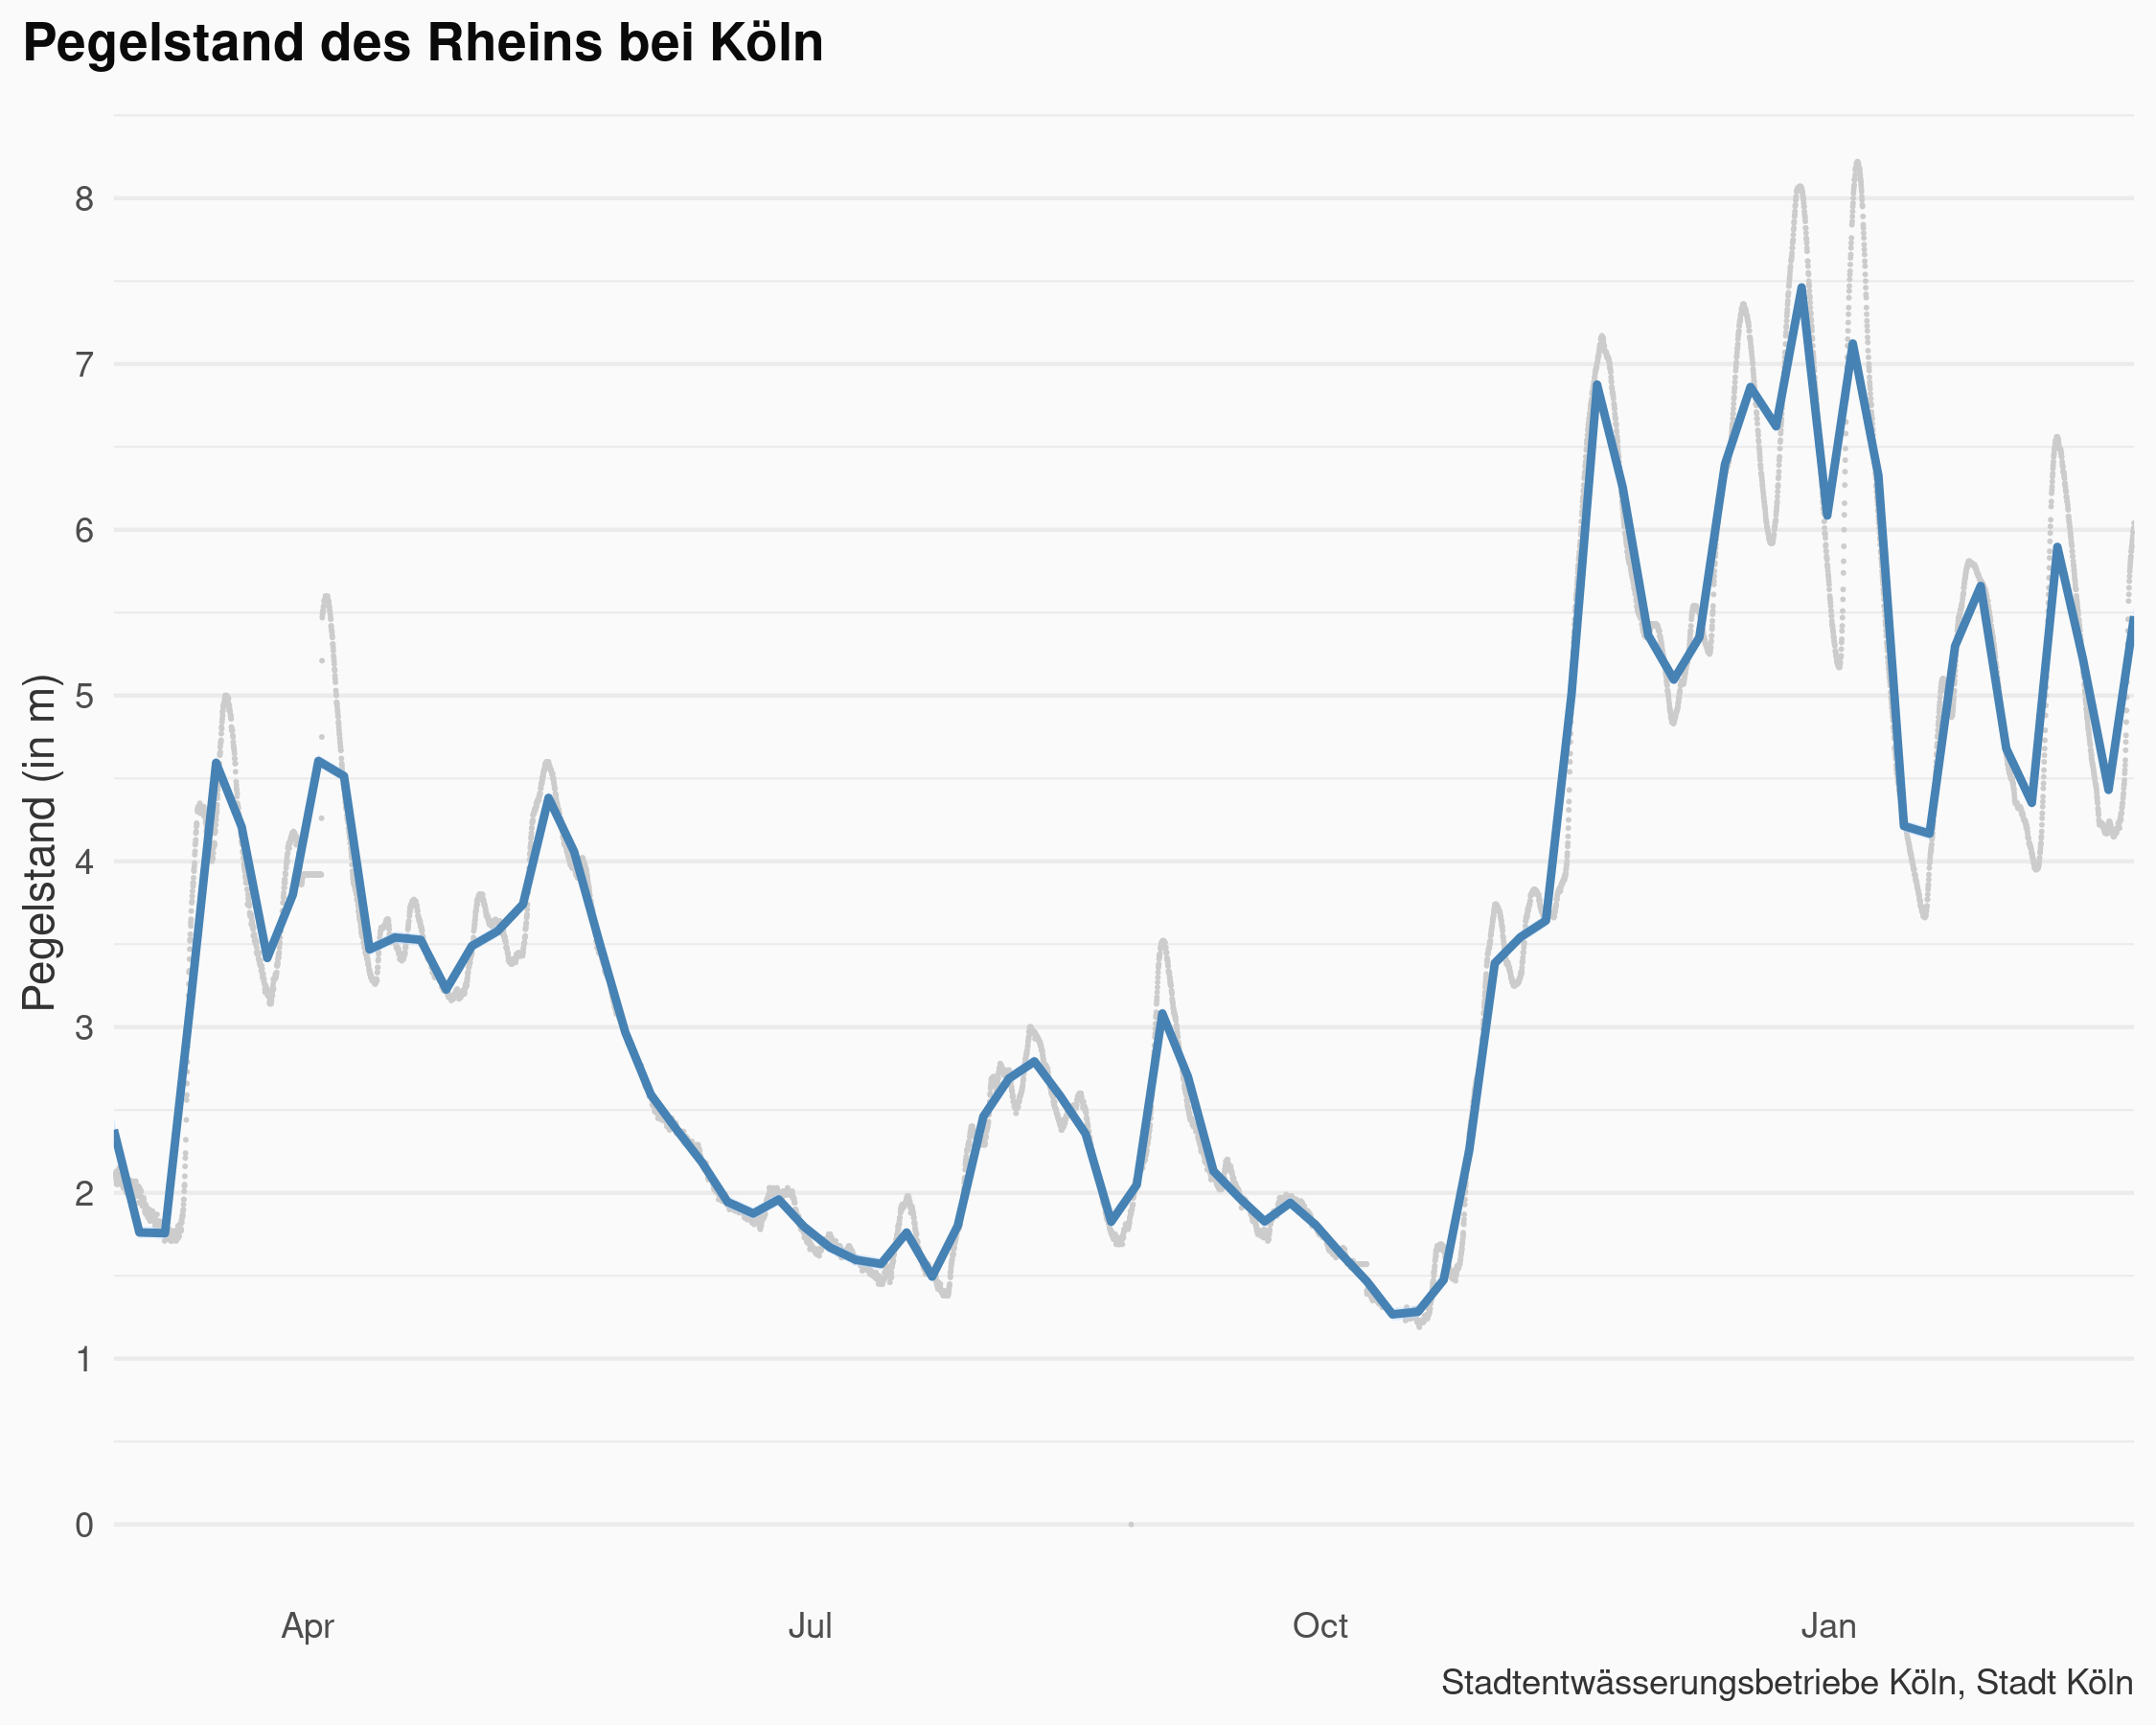 Pegelstand des Rheins bei Köln
Pegelstand (in m)
8
7
6
5
4
3
2
1
0
Apr Jul Oct Jan
Stadtentwässerungsbetriebe Köln, Stadt Köln